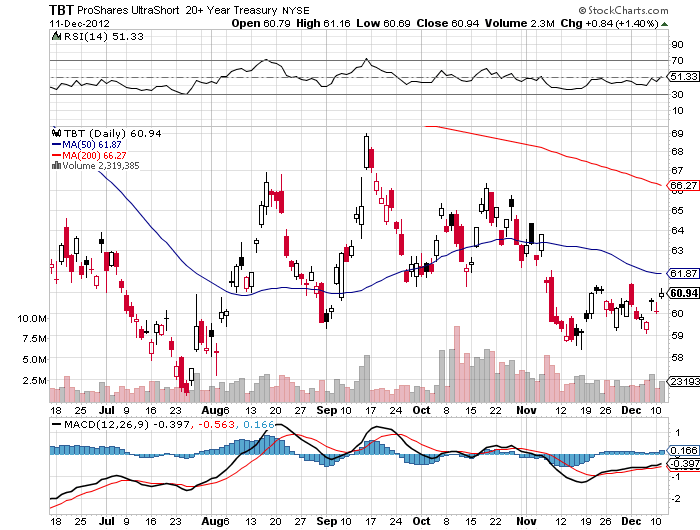 TBT ProShares UltraShort 20+ Year Treasury NYSE © StockCharts.com
11-Dec-2012 Open 60.79 High 61.16 Low 60.69 Close 60.94 Volume 2.3M Chg +0.84 (+1.40%)
RSI(14) 51.33
90
70
51.33
30
10
TBT (Daily) 60.94
MA(50) 61.87
MA(200) 66.27
Volume 2,319,385
69
68
67
66.27
65
64
63
61.87
60.94
60
59
58
57
10.0M
7.5M
5.0M
2.5M
23193
18 25 Jul 9 16 23 Aug 6 13 20 27 Sep 10 17 24 Oct 8 15 22 Nov 12 19 26 Dec 10
MACD(12,26,9) -0.397, -0.563, 0.166
1
0.166
-0.397
-1
-2
18 25 Jul 9 16 23 Aug 6 13 20 27 Sep 10 17 24 Oct 8 15 22 Nov 12 19 26 Dec 10